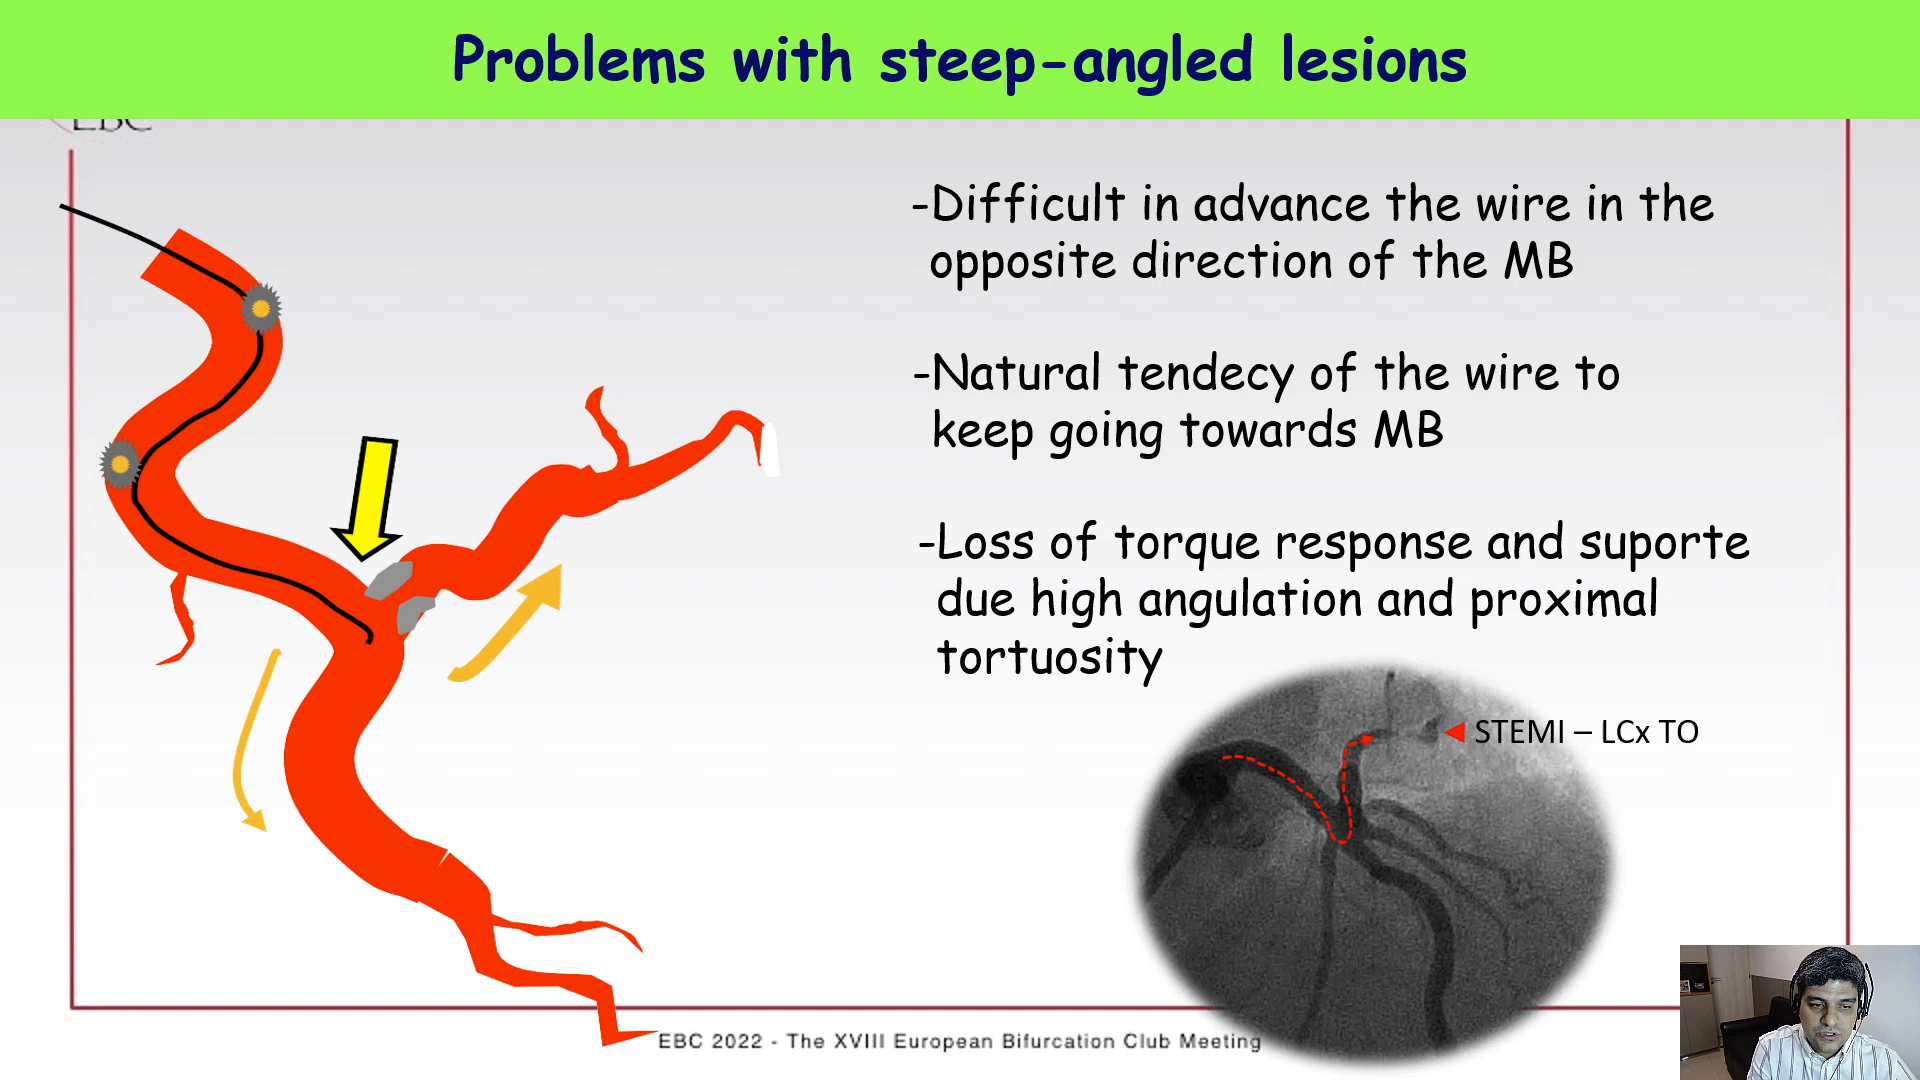 Problems with steep-angled lesions
EBC
-Difficult in advance the wire in the
opposite direction of the MB
-Natural tendecy of the wire to
keep going towards MB
-Loss of torque response and suporte
due high angulation and proximal
tortuosity
STEMI – LCx TO
EBC 2022 - The XVIII European Bifurcation Club Meeting